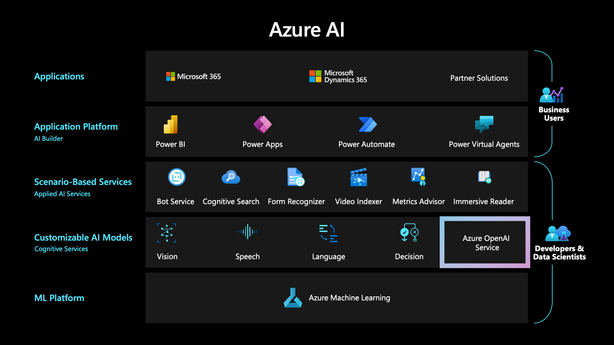 Azure AI
Applications
Microsoft 365
Microsoft
Dynamics 365
Partner Solutions
Application Platform
AI Builder
Power BI
Power Apps
Power Automate
Power Virtual Agents
Business
Users
Scenario-Based Services
Applied AI Services
Bot Service
Cognitive Search
Form Recognizer
Video Indexer
Metrics Advisor
Immersive Reader
Customizable AI Models
Cognitive Services
Vision
Speech
Language
Decision
Azure OpenAI
Service
Developers &
Data Scientists
ML Platform
Azure Machine Learning